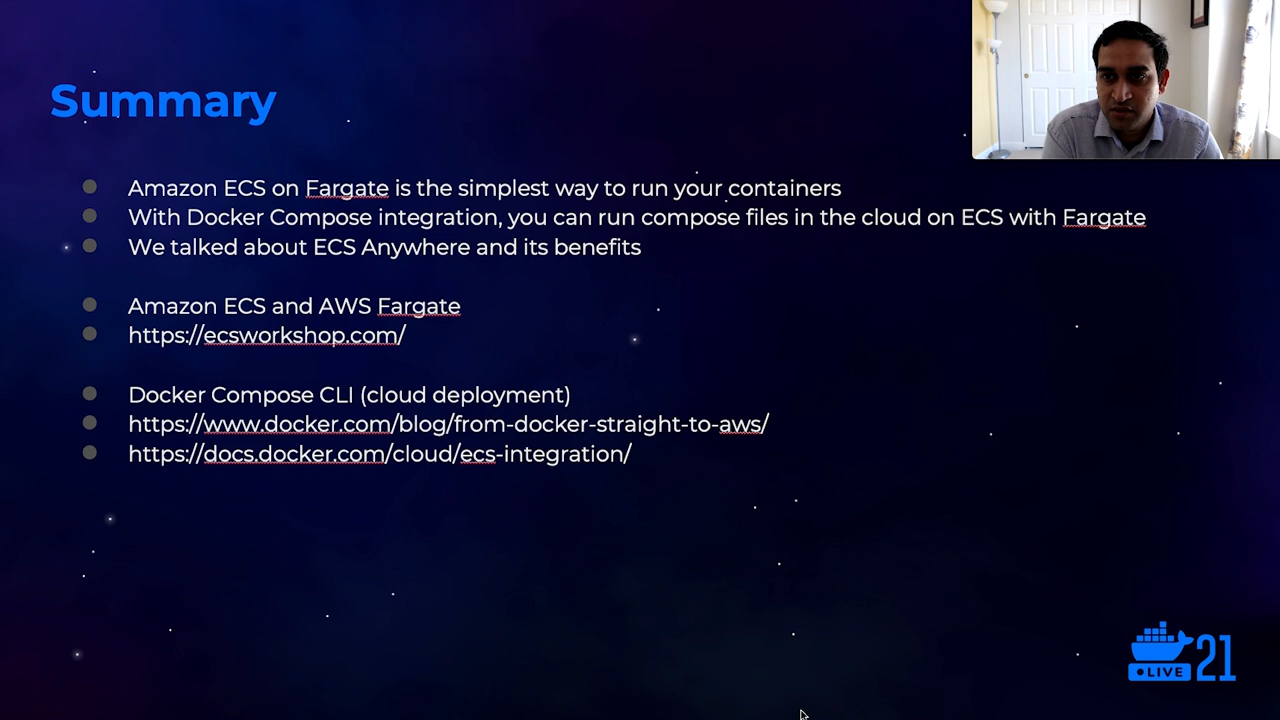 Summary
Amazon ECS on Fargate is the simplest way to run your containers
With Docker Compose integration, you can run compose files in the cloud on ECS with Fargate
We talked about ECS Anywhere and its benefits
Amazon ECS and AWS Fargate
https://ecsworkshop.com/
Docker Compose CLI (cloud deployment)
https://www.docker.com/blog/from-docker-straight-to-aws/
https://docs.docker.com/cloud/ecs-integration/
LIVE 21